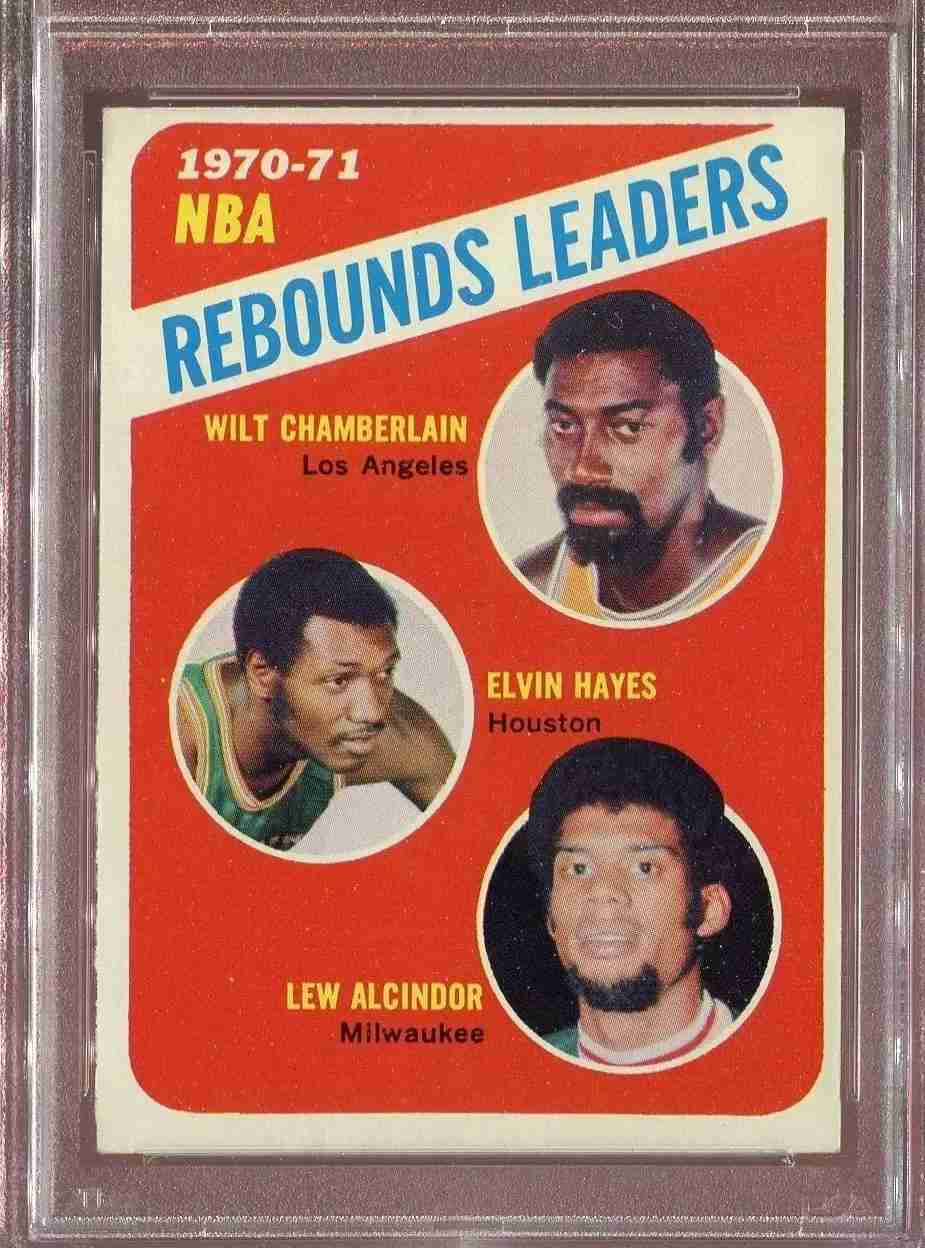 1970-71
NBA
REBOUNDS LEADERS
WILT CHAMBERLAIN
Los Angeles
ELVIN HAYES
Houston
LEW ALCINDOR
Milwaukee